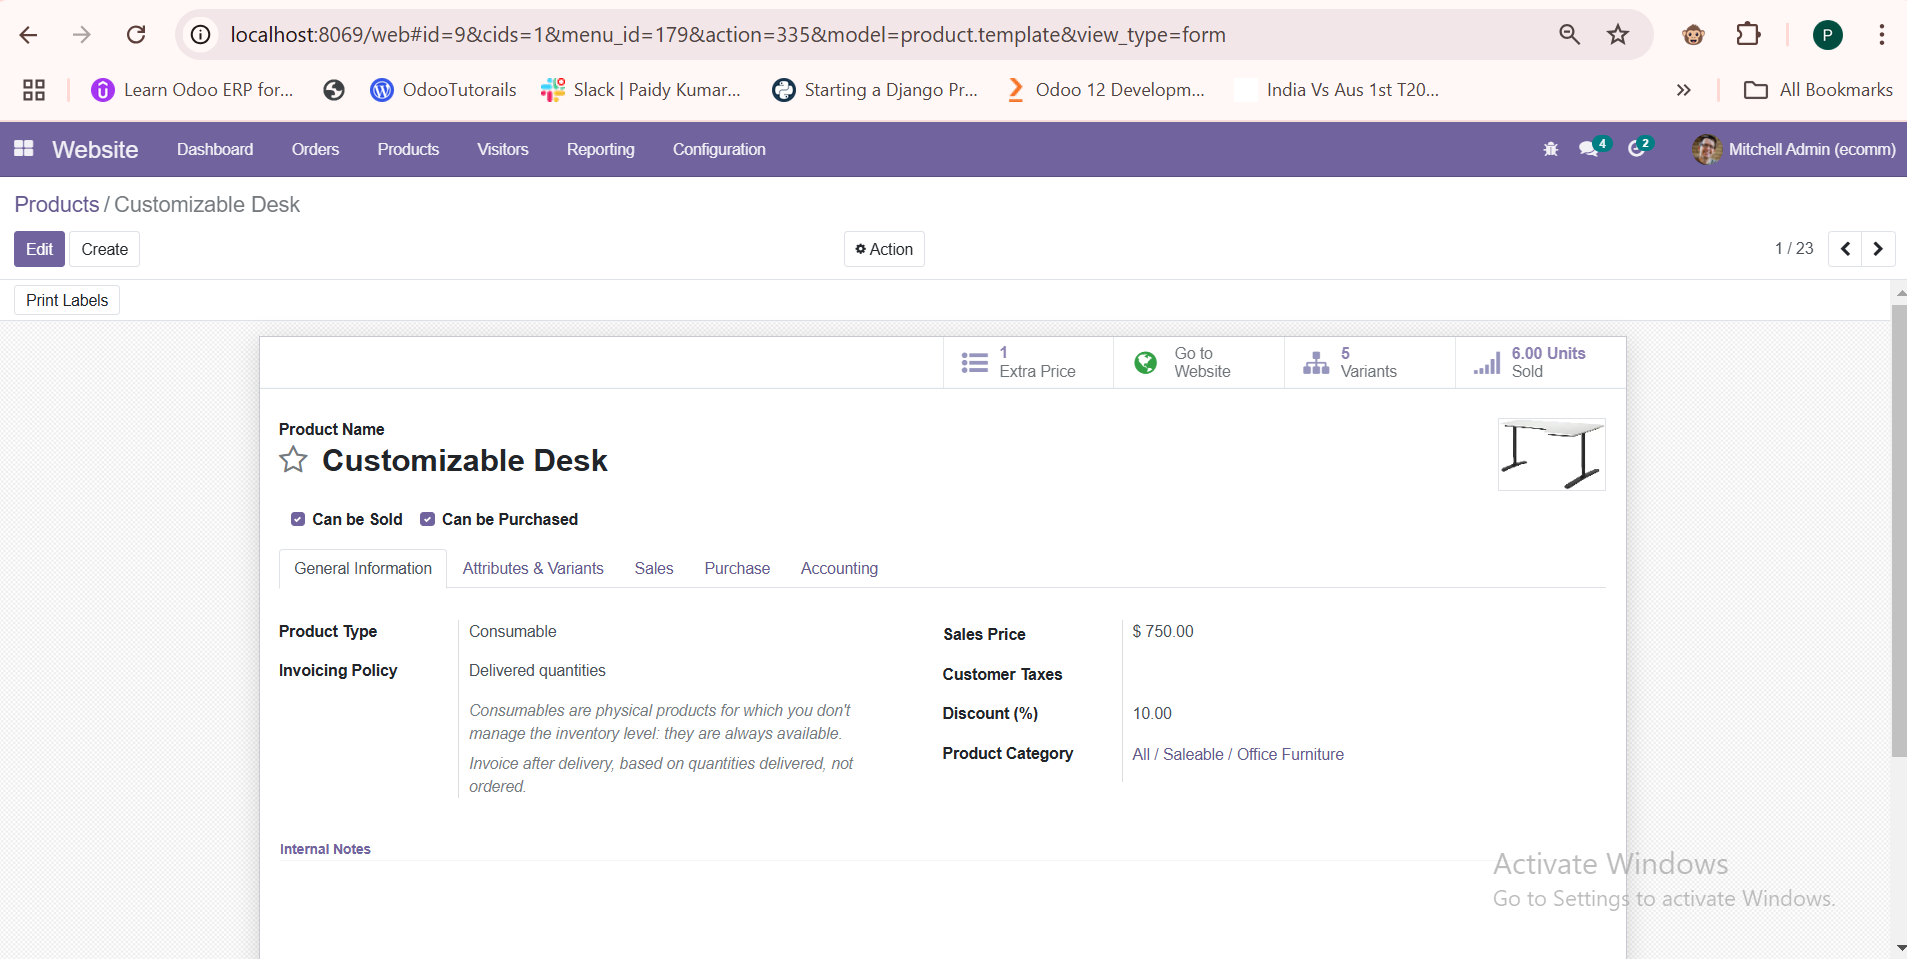 localhost:8069/web#id=9&cids=1&menu_id=179&action=335&model=product.template&view_type=form
P
Learn Odoo ERP for...
OdooTutorails
Slack | Paidy Kumar...
Starting a Django Pr...
Odoo 12 Developm...
India Vs Aus 1st T20...
»
All Bookmarks
Website
Dashboard
Orders
Products
Visitors
Reporting
Configuration
4
2
Mitchell Admin (ecomm)
Products / Customizable Desk
Edit
Create
Action
1 / 23
Print Labels
1
Extra Price
Go to
Website
5
Variants
6.00 Units
Sold
Product Name
Customizable Desk
Can be Sold
Can be Purchased
General Information
Attributes & Variants
Sales
Purchase
Accounting
Product Type
Consumable
Invoicing Policy
Delivered quantities
Consumables are physical products for which you don't
manage the inventory level: they are always available.
Invoice after delivery, based on quantities delivered, not
ordered.
Sales Price
$ 750.00
Customer Taxes
Discount (%)
10.00
Product Category
All / Saleable / Office Furniture
Internal Notes
Activate Windows
Go to Settings to activate Windows.